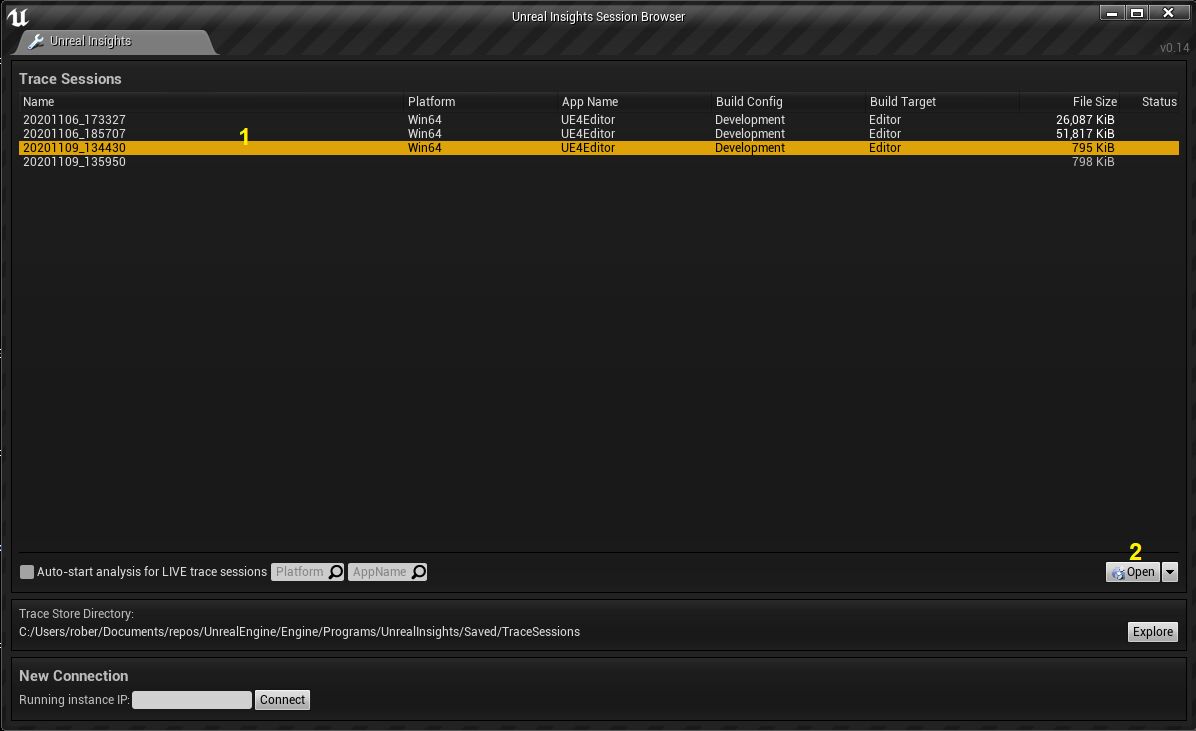 Unreal Insights Session Browser
Unreal Insights
v0.14
Trace Sessions
Name Platform App Name Build Config Build Target File Size Status
20201106_173327 Win64 UE4Editor Development Editor 26,087 KiB
20201106_185707 Win64 UE4Editor Development Editor 51,817 KiB
1
20201109_134430 Win64 UE4Editor Development Editor 795 KiB
20201109_135950 798 KiB
2
Auto-start analysis for LIVE trace sessions Platform AppName Open
Trace Store Directory:
C:/Users/rober/Documents/repos/UnrealEngine/Engine/Programs/UnrealInsights/Saved/TraceSessions
Explore
New Connection
Running instance IP: Connect